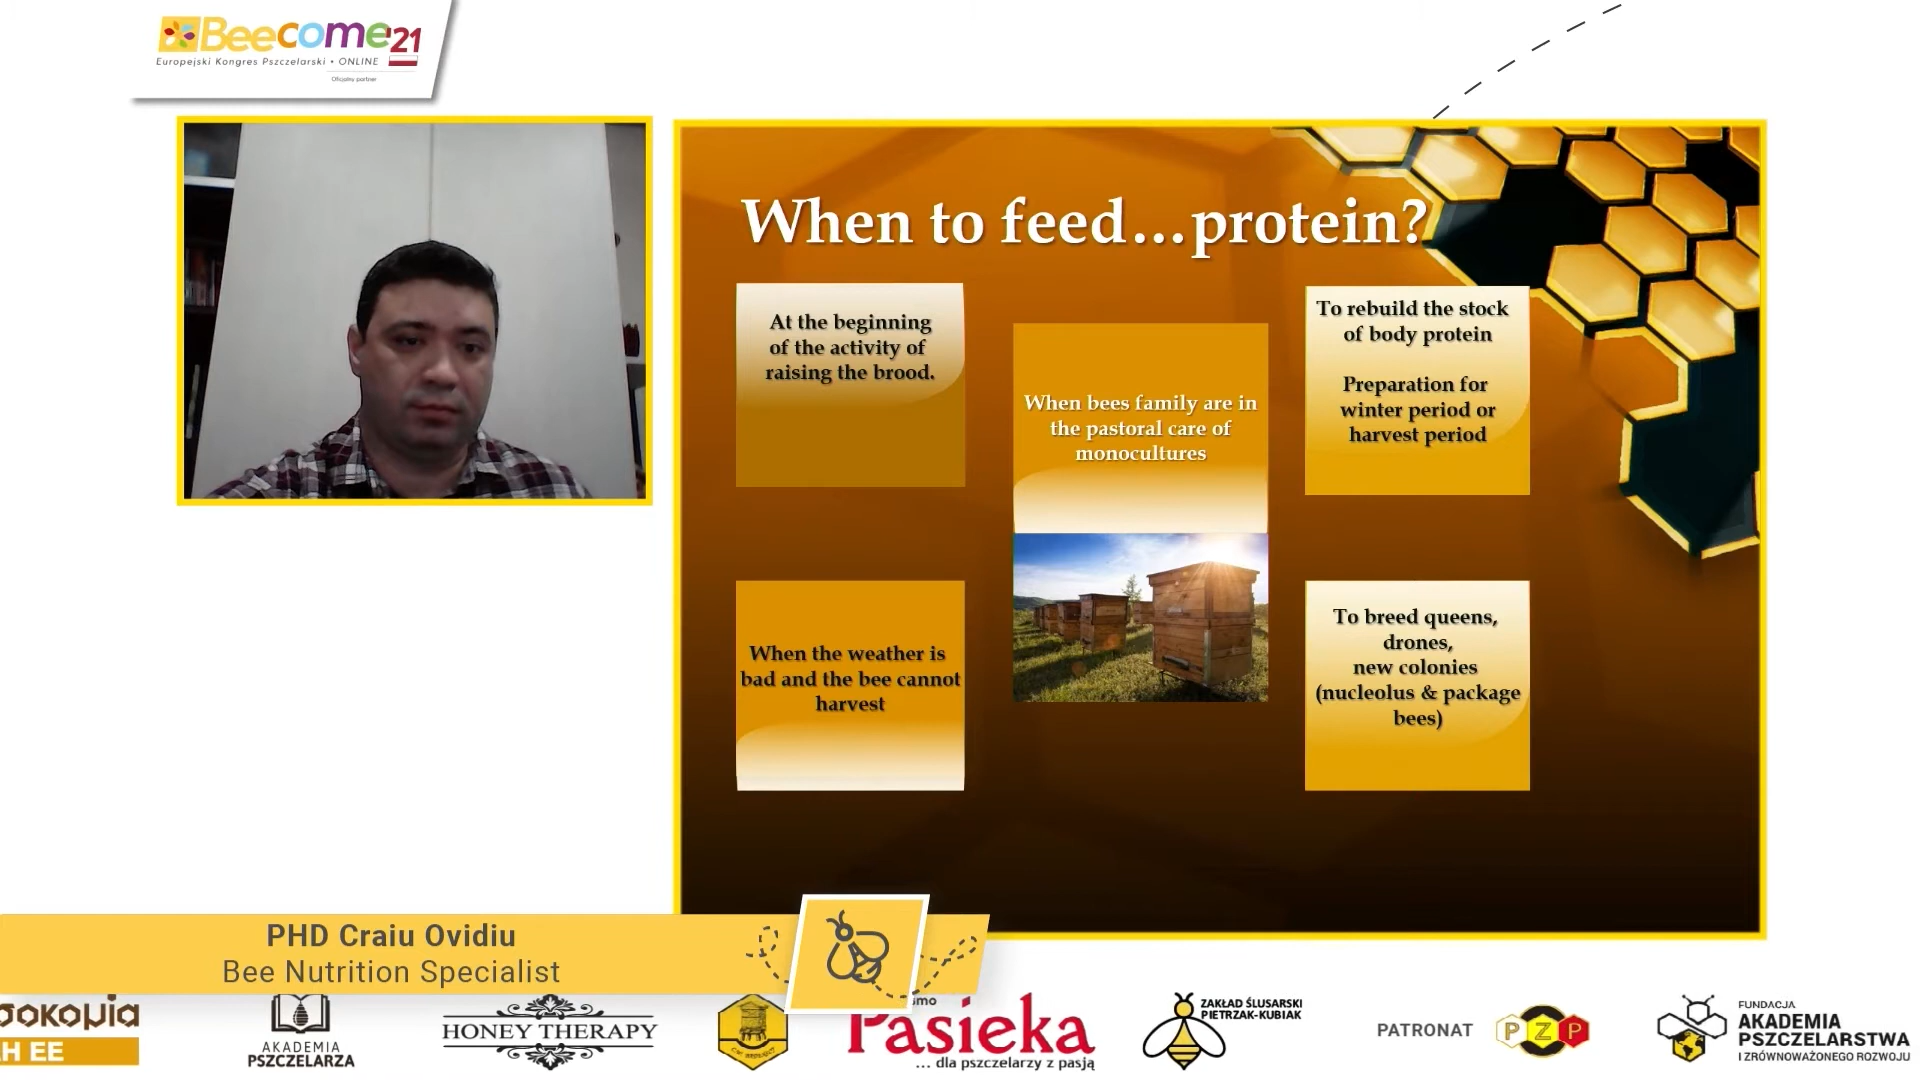 Beecome'21
Europejski Kongres Pszczelarski • ONLINE
Oficjalny partner
When to feed...protein?
At the beginning
of the activity of
raising the brood.
When bees family are in
the pastoral care of
monocultures
To rebuild the stock
of body protein
Preparation for
winter period or
harvest period
When the weather is
bad and the bee cannot
harvest
To breed queens,
drones,
new colonies
(nucleolus & package
bees)
PHD Craiu Ovidiu
Bee Nutrition Specialist
AKADEMIA
PSZCZELARZA
HONEY THERAPY
Pasieka
... dla pszczelarzy z pasją
ZAKŁAD ŚLUSARSKI
PIETRZAK-KUBIAK
PATRONAT
PZP
FUNDACJA
AKADEMIA
PSZCZELARSTWA
I ZRÓWNOWAŻONEGO ROZWOJU